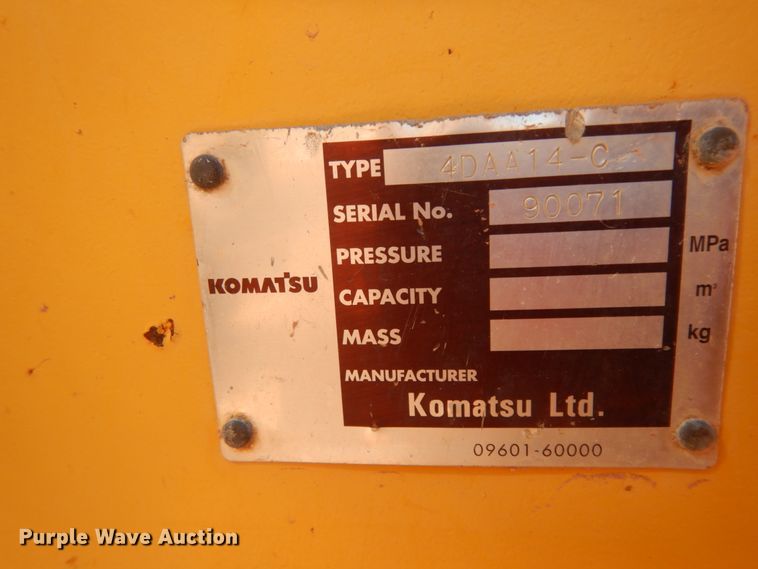 TYPE 4DAA14-C
SERIAL No. 90071
PRESSURE MPa
KOMATSU
CAPACITY m³
MASS kg
MANUFACTURER
Komatsu Ltd.
09601-60000
Purple Wave Auction